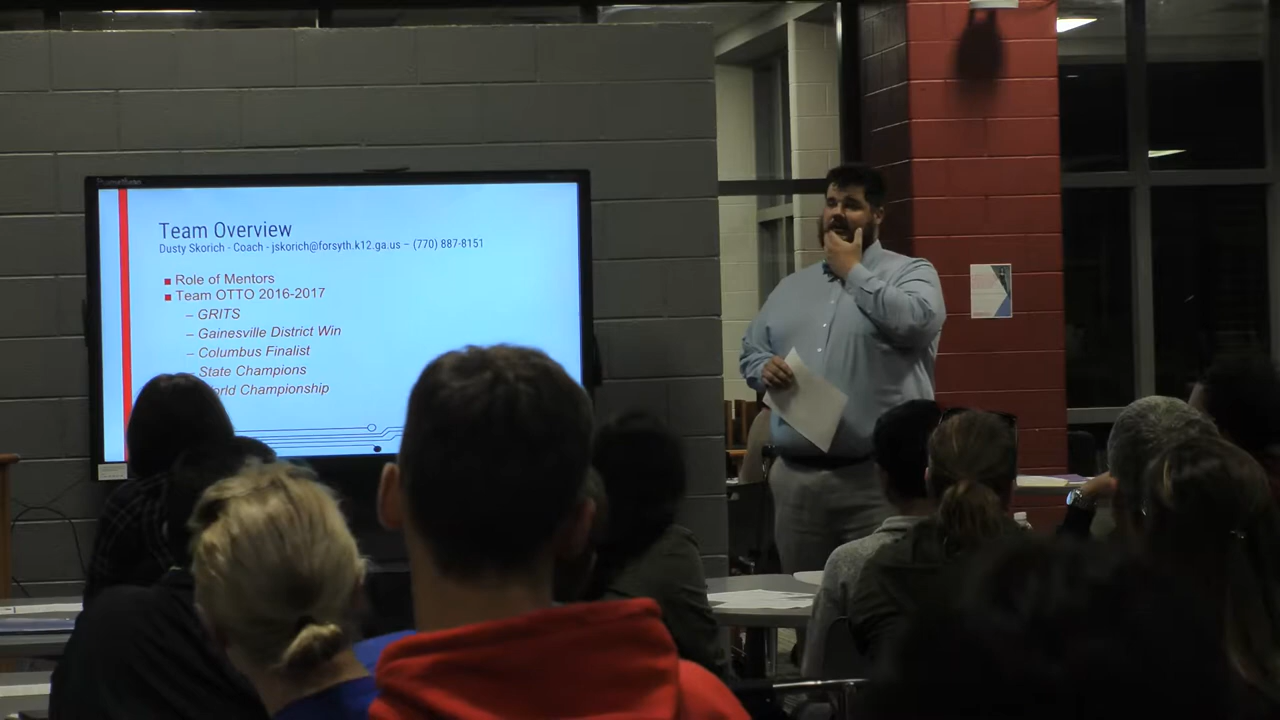 Promethean
Team Overview
Dusty Skorich - Coach - jskorich@forsyth.k12.ga.us – (770) 887-8151
■ Role of Mentors
■ Team OTTO 2016-2017
– GRITS
– Gainesville District Win
– Columbus Finalist
– State Champions
orld Championship